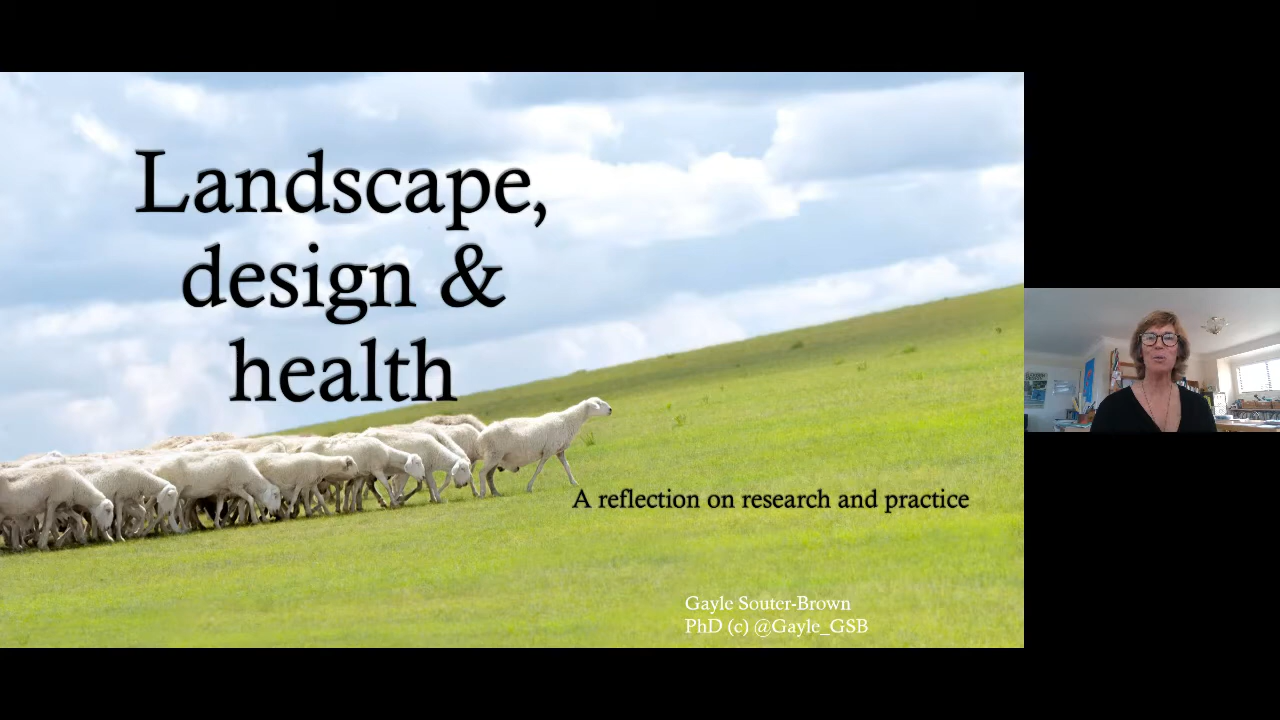 Landscape,
design &
health
A reflection on research and practice
Gayle Souter-Brown
PhD (c) @Gayle_GSB